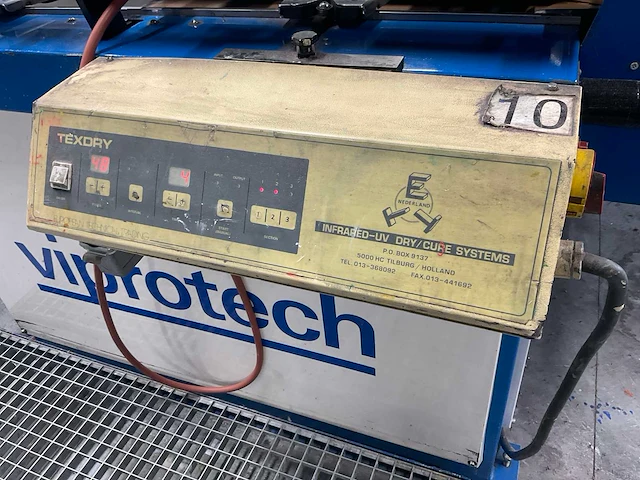 10
TEXDRY
1 2 3
E
NEDERLAND
INFRARED-UV DRY/CURE SYSTEMS
P.O. BOX 9137
5000 HC TILBURG / HOLLAND
TEL. 013-368092 FAX. 013-441692
viprotech